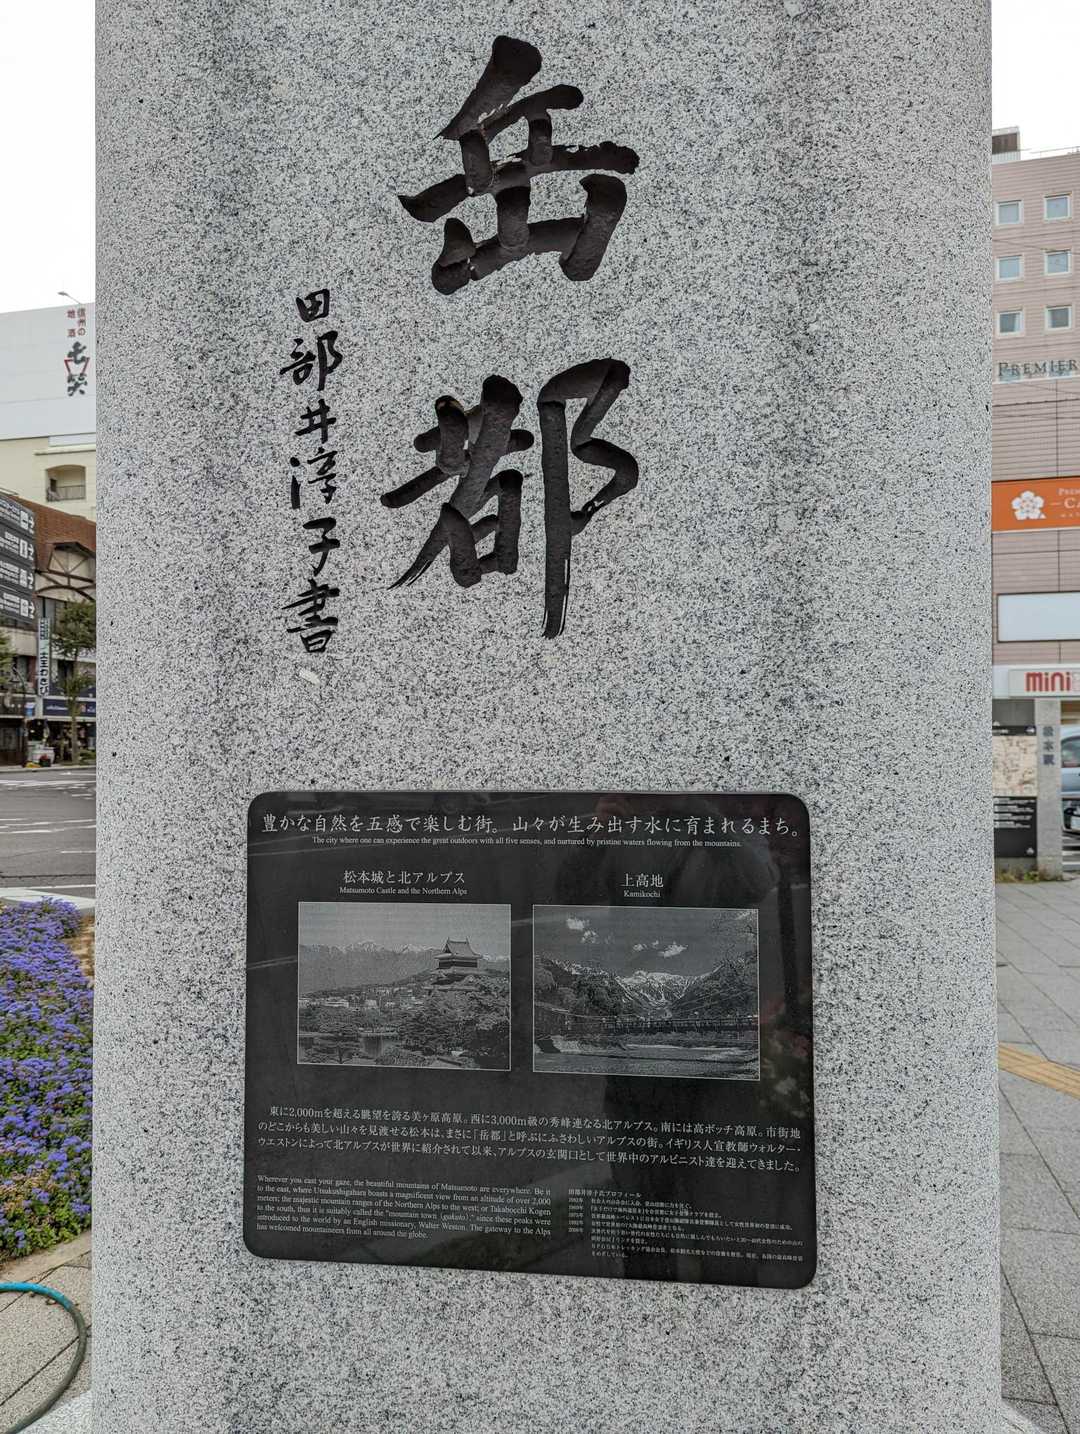 岳都
田部井淳子書
豊かな自然を五感で楽しむ街。山々が生み出す水に育まれるまち。
The city where one can experience the great outdoors with all five senses, and nurtured by pristine waters flowing from the mountains.
松本城と北アルプス
Matsumoto Castle and the Northern Alps
上高地
Kamikochi
東に2,000mを超える眺望を誇る美ヶ原高原。西に3,000m級の秀峰連なる北アルプス。南には高ボッチ高原。市街地
のどこからも美しい山々を見渡せる松本は、まさに「岳都」と呼ぶにふさわしいアルプスの街。イギリス人宣教師ウォルター・
ウエストンによって北アルプスが世界に紹介されて以来、アルプスの玄関口として世界中のアルピニスト達を迎えてきました。
Wherever you cast your gaze, the beautiful mountains of Matsumoto are everywhere. Be it
to the east, where Utsukushigahara boasts a magnificent view from an altitude of over 2,000
meters; the majestic mountain ranges of the Northern Alps to the west; or Takabocchi Kogen
to the south, thus it is suitably called the "mountain town (gakuto)," since these peaks were
introduced to the world by an English missionary, Walter Weston. The gateway to the Alps
has welcomed mountaineers from all around the globe.
田部井淳子氏プロフィール
信州の
地酒
七笑
PREMIER
mini